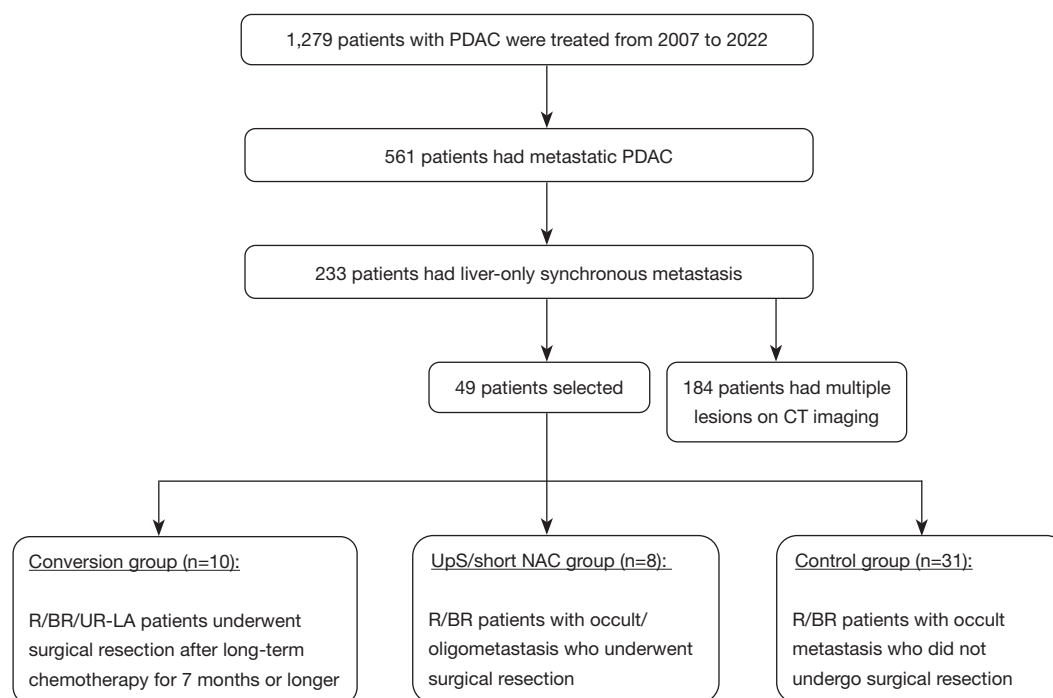 1,279 patients with PDAC were treated from 2007 to 2022
561 patients had metastatic PDAC
233 patients had liver-only synchronous metastasis
49 patients selected
184 patients had multiple
lesions on CT imaging
Conversion group (n=10):
R/BR/UR-LA patients underwent
surgical resection after long-term
chemotherapy for 7 months or longer
UpS/short NAC group (n=8):
R/BR patients with occult/
oligometastasis who underwent
surgical resection
Control group (n=31):
R/BR patients with occult
metastasis who did not
undergo surgical resection